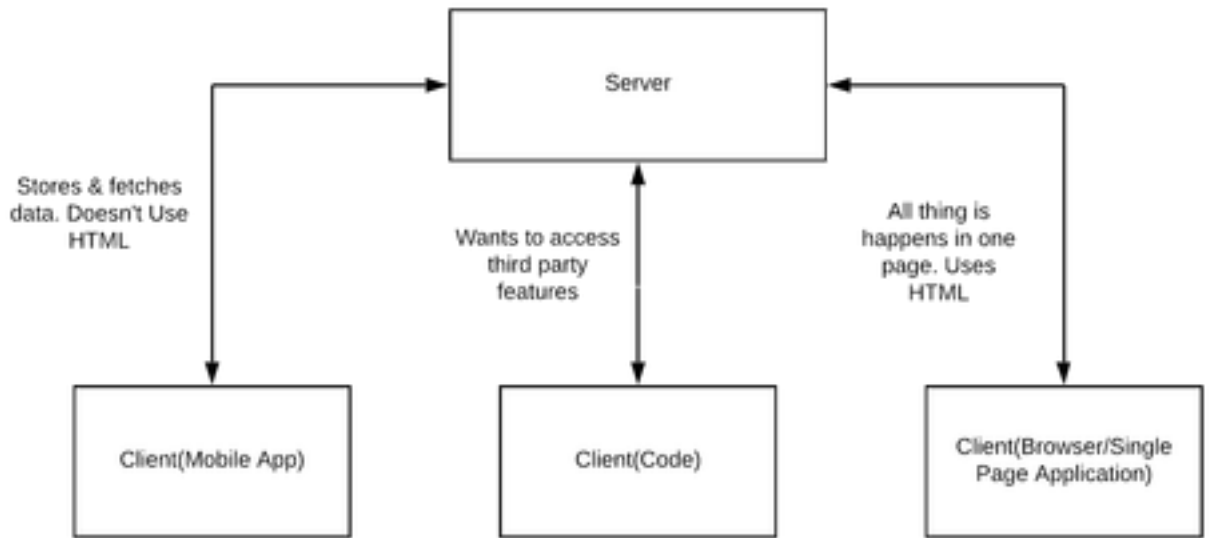 Server
Stores & fetches
data. Doesn't Use
HTML
Wants to access
third party
features
All thing is
happens in one
page. Uses
HTML
Client(Mobile App)
Client(Code)
Client(Browser/Single
Page Application)